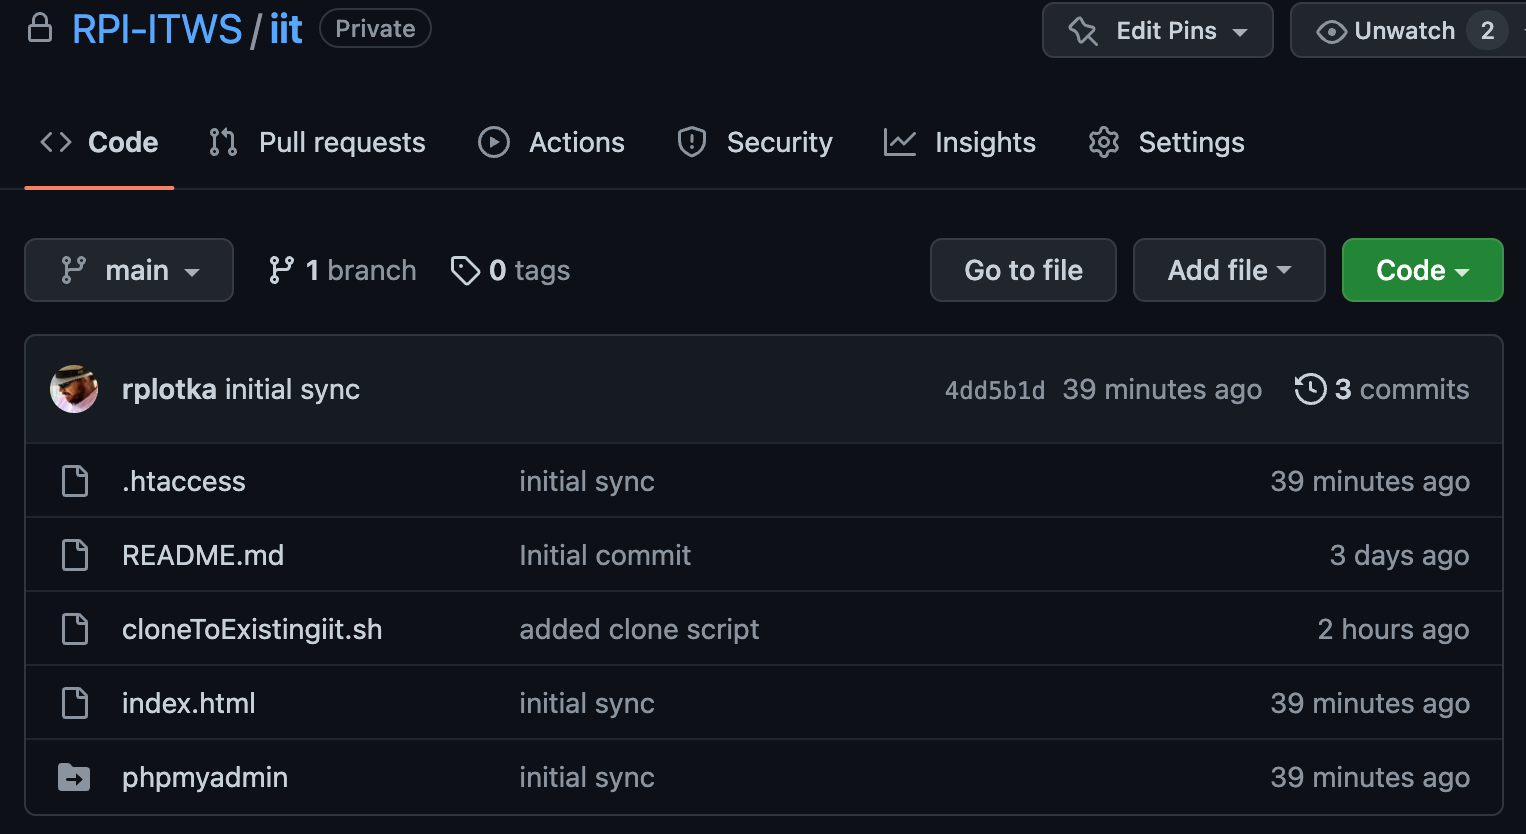 RPI-ITWS / iit Private Edit Pins Unwatch 2
<> Code Pull requests Actions Security Insights Settings
main 1 branch 0 tags Go to file Add file Code
rplotka initial sync 4dd5b1d 39 minutes ago 3 commits
.htaccess initial sync 39 minutes ago
README.md Initial commit 3 days ago
cloneToExistingiit.sh added clone script 2 hours ago
index.html initial sync 39 minutes ago
phpmyadmin initial sync 39 minutes ago